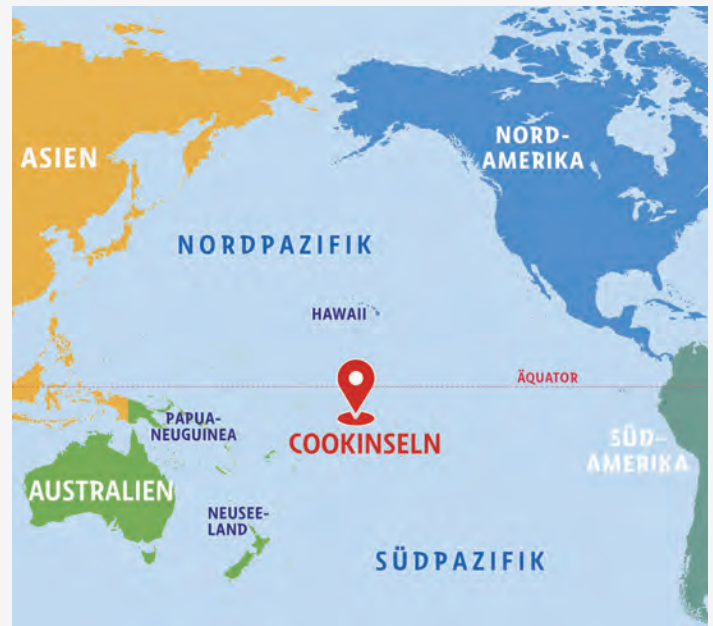 NORD-
AMERIKA
ASIEN
NORDPAZIFIK
HAWAII
ÄQUATOR
PAPUA-
NEUGUINEA
COOKINSELN
SÜD-
AMERIKA
AUSTRALIEN
NEUSEE-
LAND
SÜDPAZIFIK